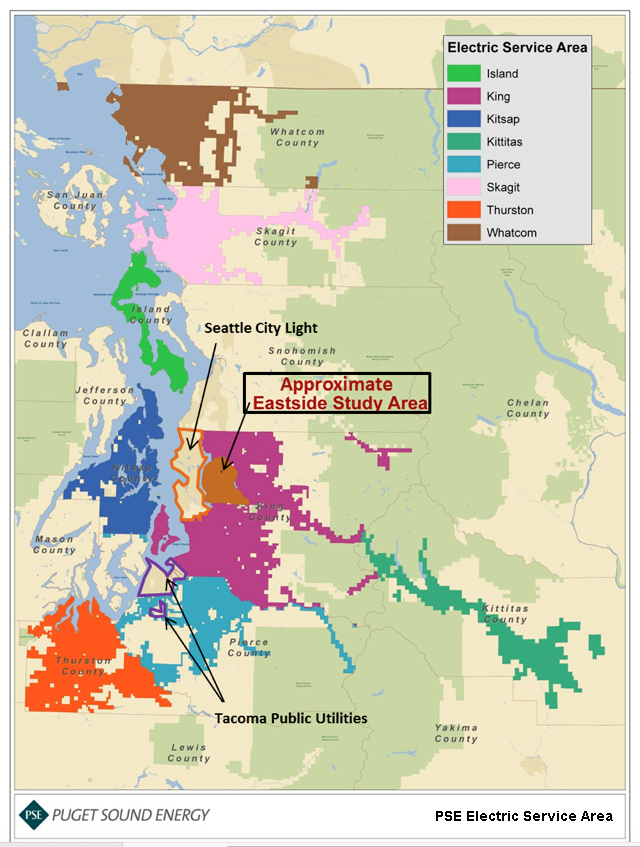 Electric Service Area
Island
King
Kitsap
Kittitas
Pierce
Skagit
Thurston
Whatcom
Whatcom
County
San Juan
County
Skagit
County
Island
County
Clallam
County
Seattle City Light
Snohomish
County
Approximate
Eastside Study Area
Jefferson
County
Chelan
County
Kitsap
County
King
County
Mason
County
Kittitas
County
Thurston
County
Pierce
County
Tacoma Public Utilities
Lewis
County
Yakima
County
PSE PUGET SOUND ENERGY
PSE Electric Service Area